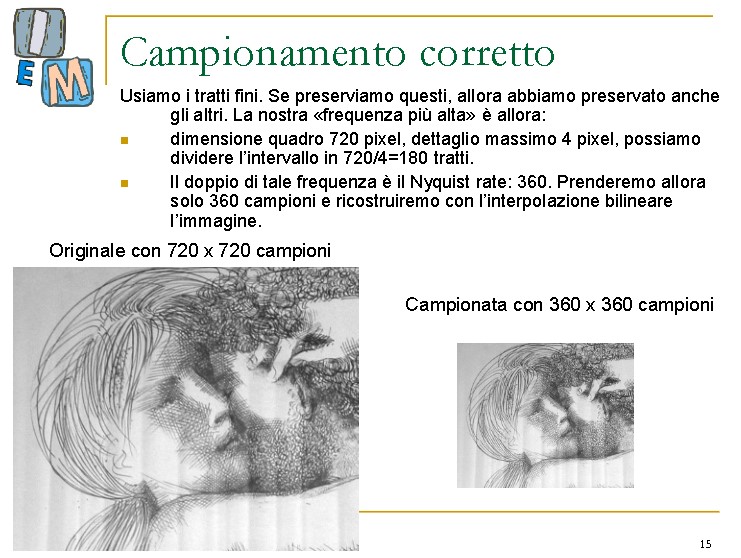 I
E M
Campionamento corretto
Usiamo i tratti fini. Se preserviamo questi, allora abbiamo preservato anche
gli altri. La nostra «frequenza più alta» è allora:
dimensione quadro 720 pixel, dettaglio massimo 4 pixel, possiamo
dividere l’intervallo in 720/4=180 tratti.
Il doppio di tale frequenza è il Nyquist rate: 360. Prenderemo allora
solo 360 campioni e ricostruiremo con l’interpolazione bilineare
l’immagine.
Originale con 720 x 720 campioni
Campionata con 360 x 360 campioni
15